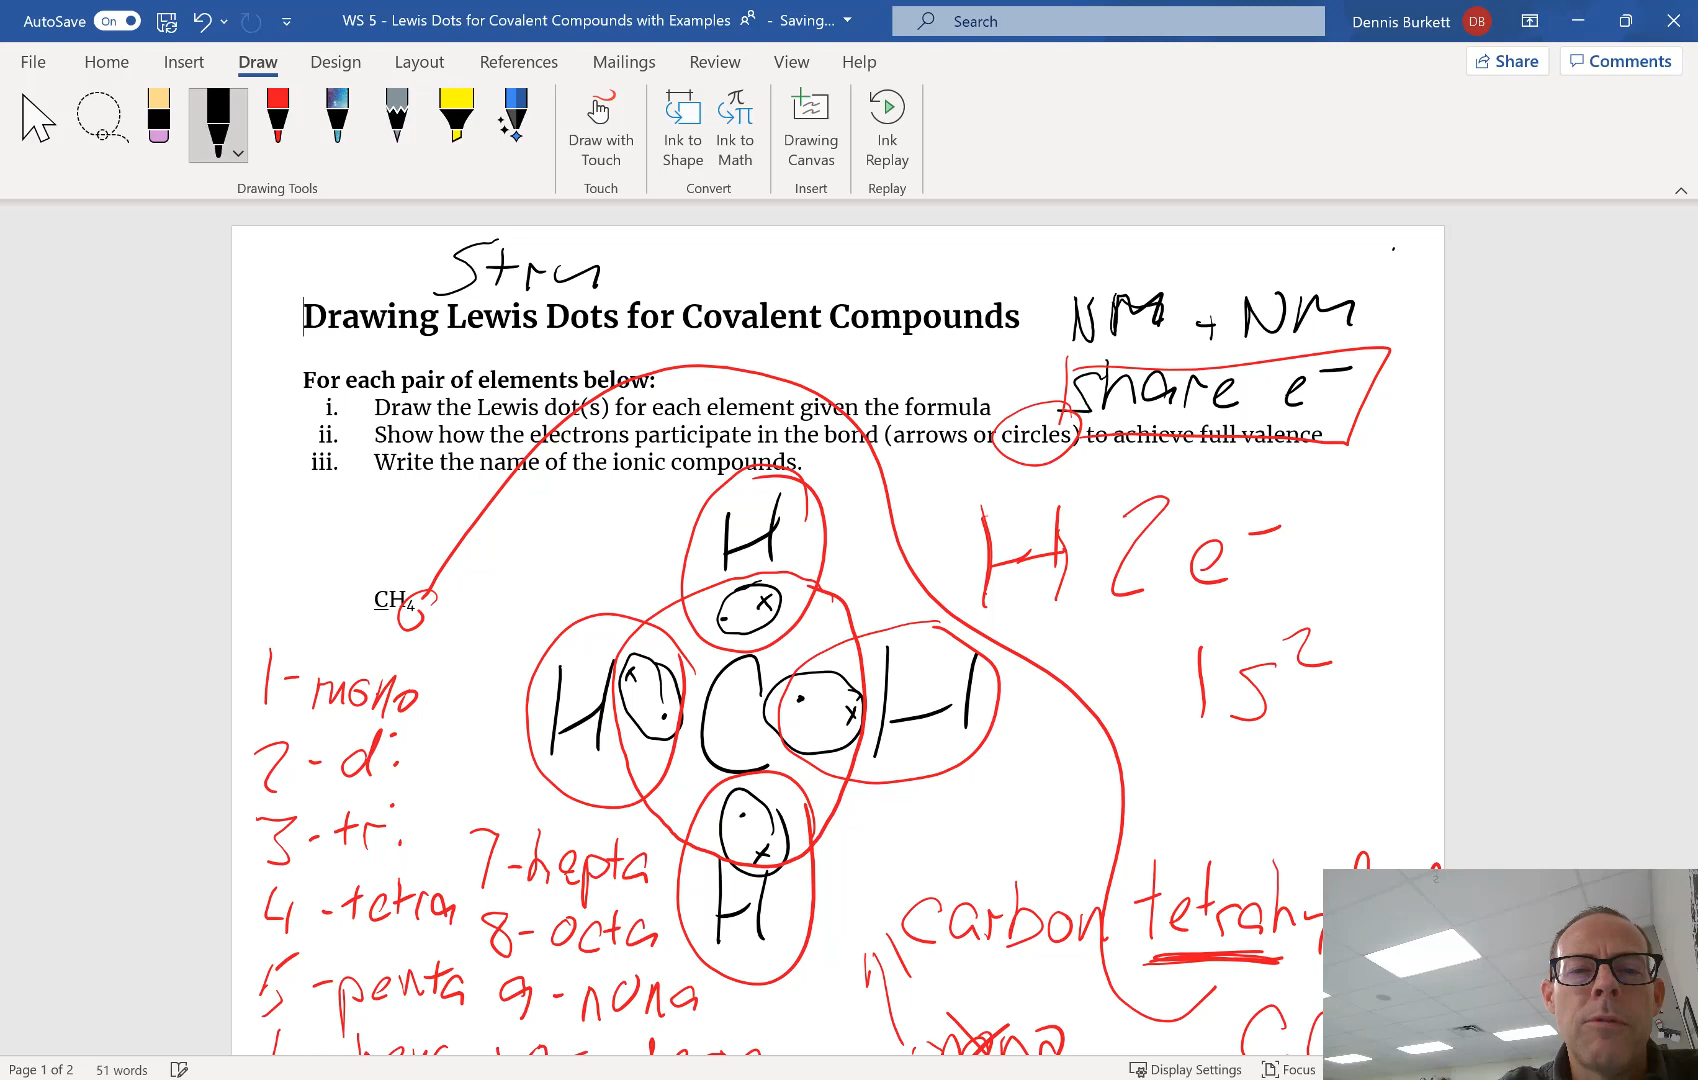 AutoSave On WS 5 - Lewis Dots for Covalent Compounds with Examples - Saving... Search Dennis Burkett DB
File Home Insert Draw Design Layout References Mailings Review View Help Share Comments
Draw with Touch
Ink to Shape
Ink to Math
Drawing Canvas
Ink Replay
Drawing Tools Touch Convert Insert Replay
Stru
Drawing Lewis Dots for Covalent Compounds
NM + NM
share e⁻
For each pair of elements below:
i. Draw the Lewis dot(s) for each element given the formula
ii. Show how the electrons participate in the bond (arrows or circles) to achieve full valence
iii. Write the name of the ionic compounds.
H
H 2 e⁻
CH₄
x
1s²
H x C x H
x
H
1-mono
2-di
3-tri
4-tetra
5-penta
7-hepta
8-octa
9-nona
carbon tetrah
Page 1 of 2 51 words Display Settings Focus